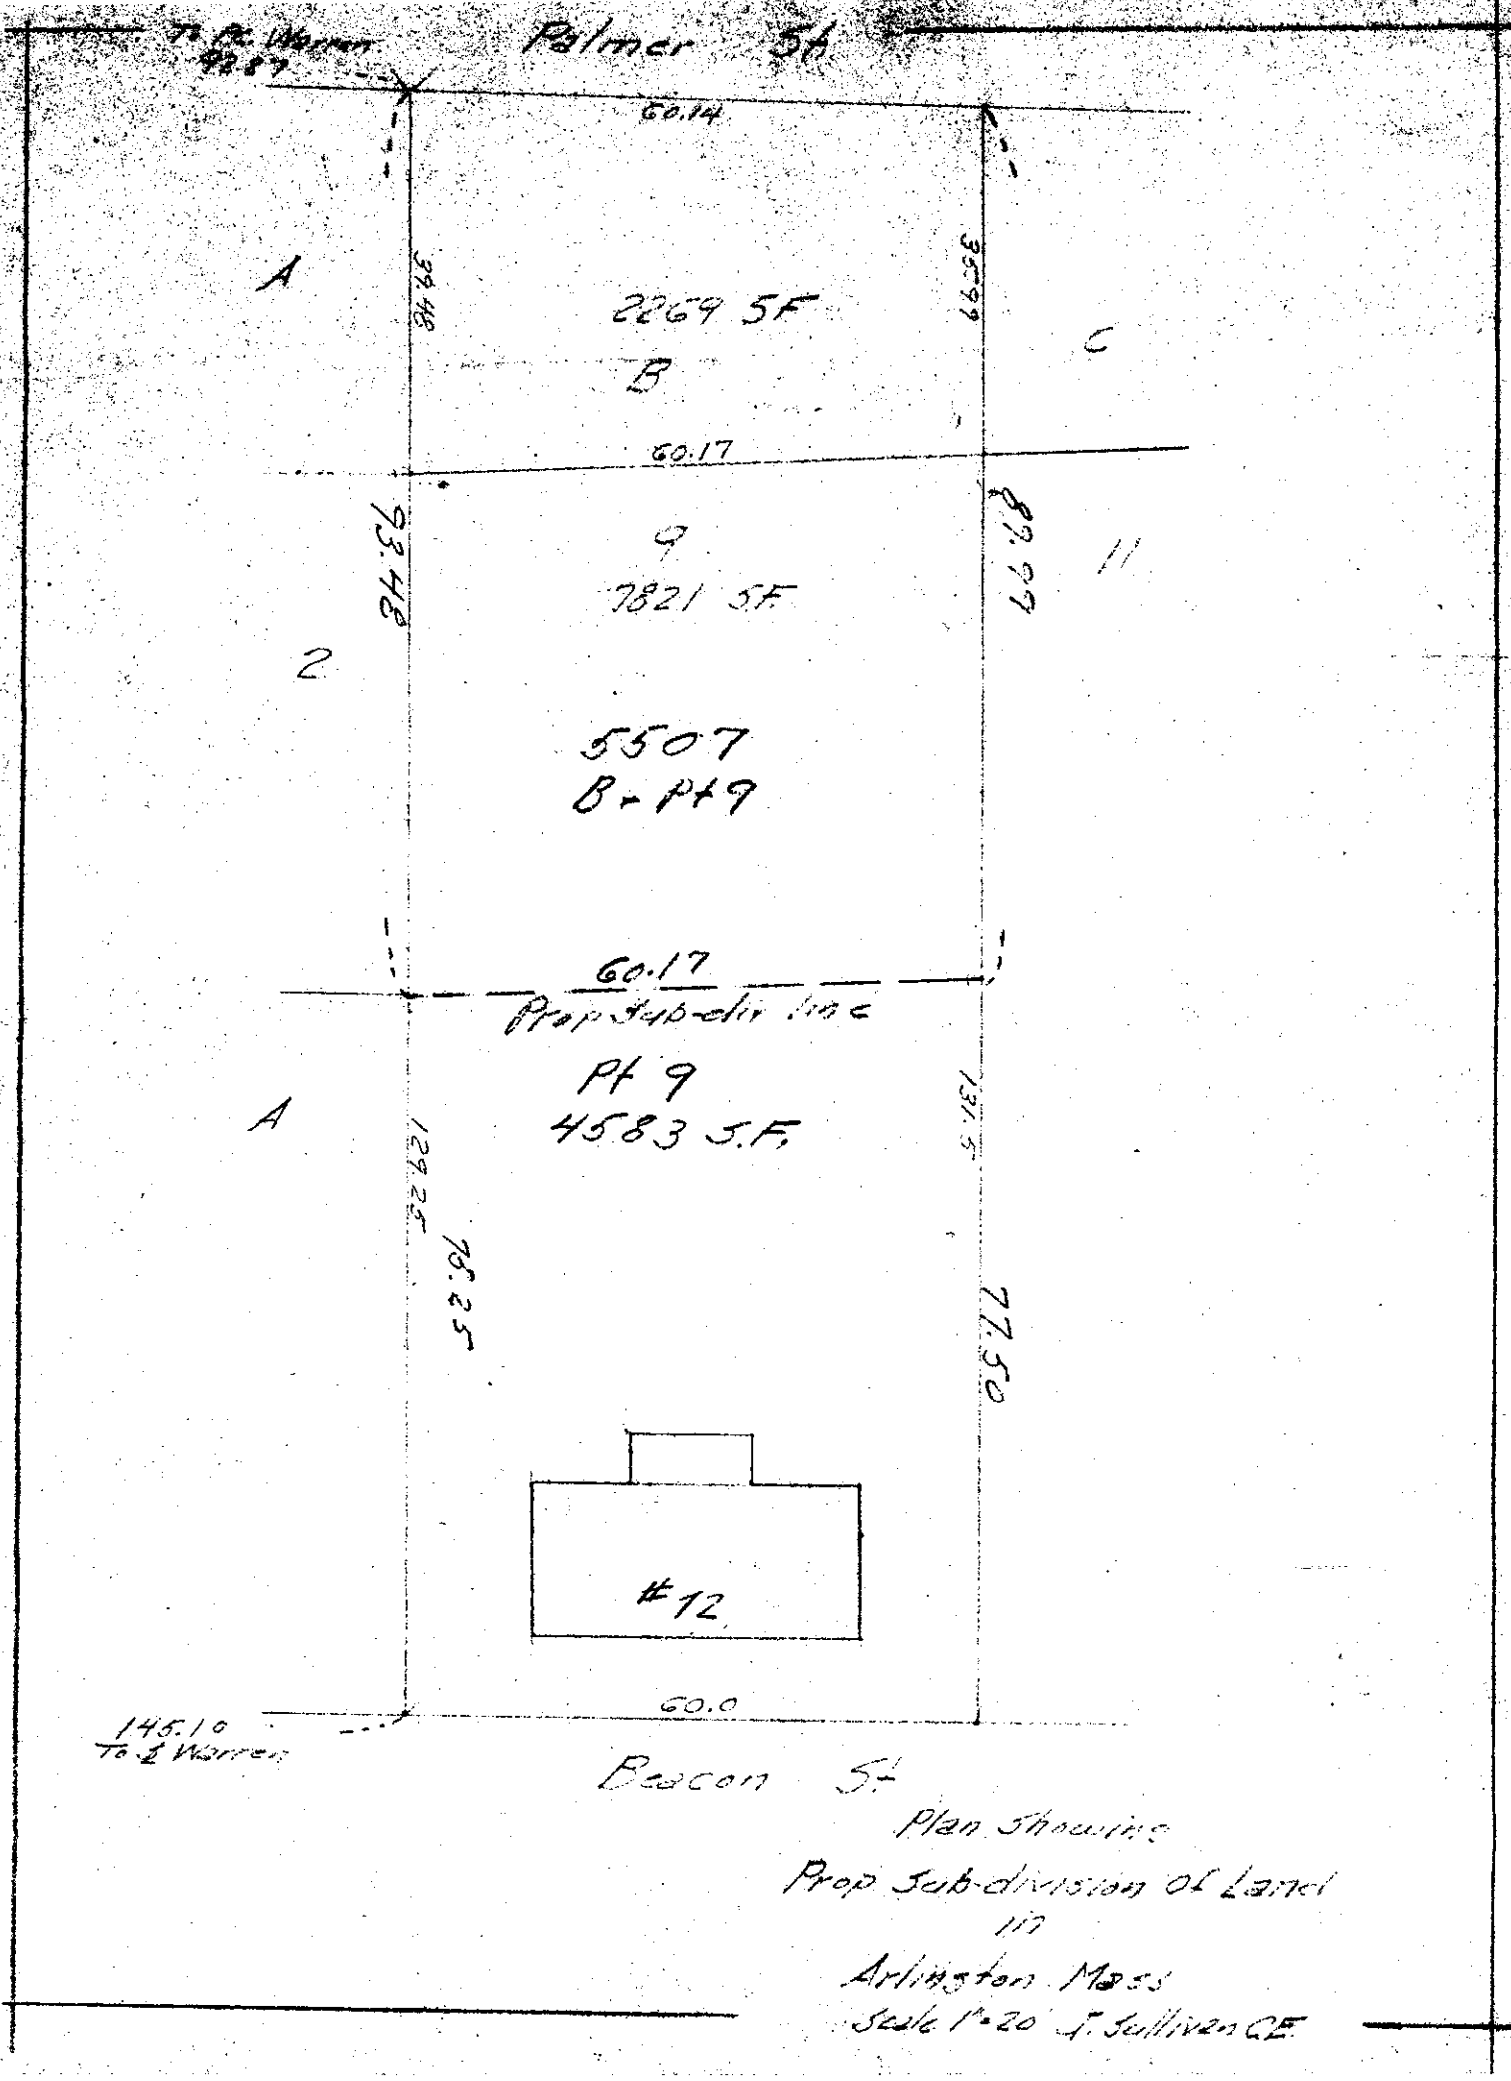 To PC Warren
92.87
Palmer St
60.14
A
39.48
35.99
2269 SF
B
C
60.17
93.48
87.99
9
7821 SF.
11
2
5507
B + Pt 9
60.17
Prop Sub-div line
Pt 9
4583 S.F.
A
129.25
131.5
75.25
77.50
#12
60.0
145.10
To Warren
Beacon St
Plan Showing
Prop Sub-division of Land
in
Arlington Mass
Scale 1"=20' J. Sullivan CE